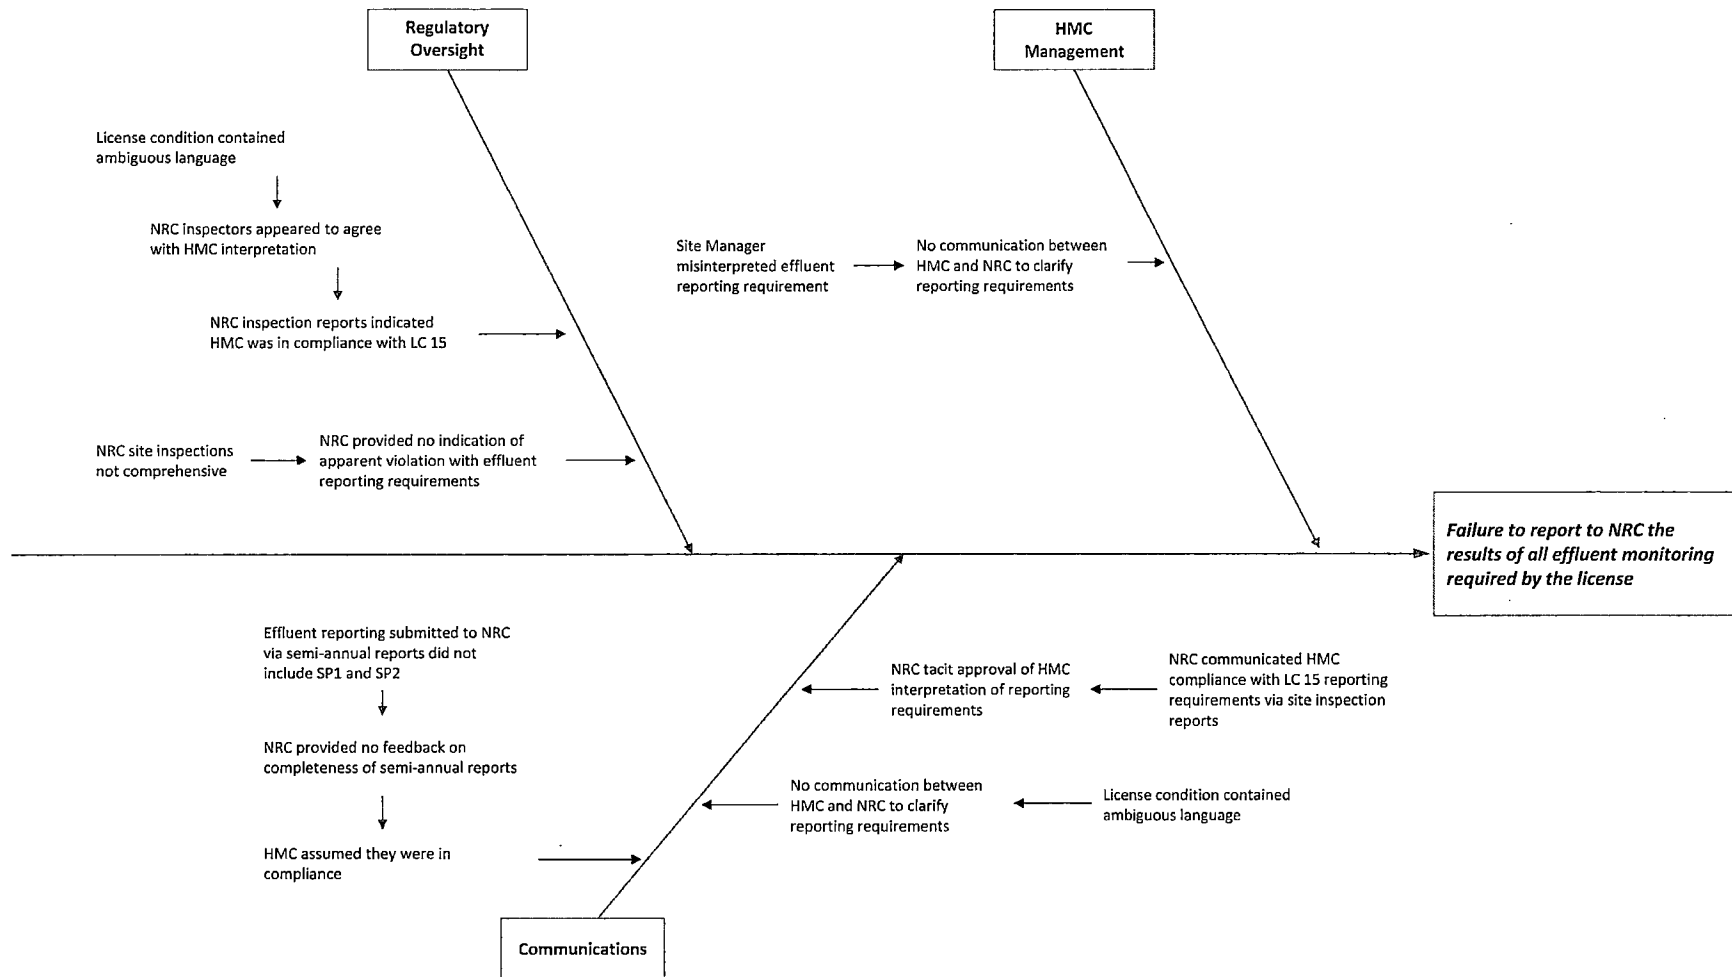 Regulatory
Oversight
HMC
Management
License condition contained
ambiguous language
NRC inspectors appeared to agree
with HMC interpretation
NRC inspection reports indicated
HMC was in compliance with LC 15
NRC site inspections
not comprehensive
NRC provided no indication of
apparent violation with effluent
reporting requirements
Site Manager
misinterpreted effluent
reporting requirement
No communication between
HMC and NRC to clarify
reporting requirements
Failure to report to NRC the
results of all effluent monitoring
required by the license
Effluent reporting submitted to NRC
via semi-annual reports did not
include SP1 and SP2
NRC provided no feedback on
completeness of semi-annual reports
HMC assumed they were in
compliance
NRC tacit approval of HMC
interpretation of reporting
requirements
NRC communicated HMC
compliance with LC 15 reporting
requirements via site inspection
reports
No communication between
HMC and NRC to clarify
reporting requirements
License condition contained
ambiguous language
Communications